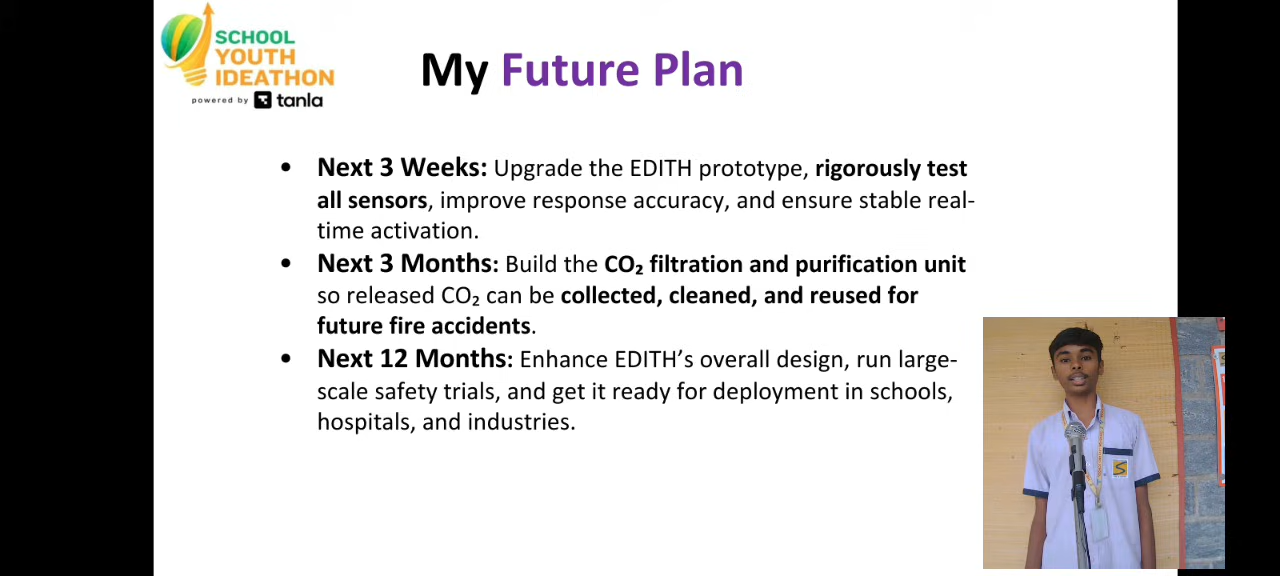 SCHOOL
YOUTH
IDEATHON
powered by tanla
My Future Plan
• Next 3 Weeks: Upgrade the EDITH prototype, rigorously test
all sensors, improve response accuracy, and ensure stable real-
time activation.
• Next 3 Months: Build the CO₂ filtration and purification unit
so released CO₂ can be collected, cleaned, and reused for
future fire accidents.
• Next 12 Months: Enhance EDITH’s overall design, run large-
scale safety trials, and get it ready for deployment in schools,
hospitals, and industries.